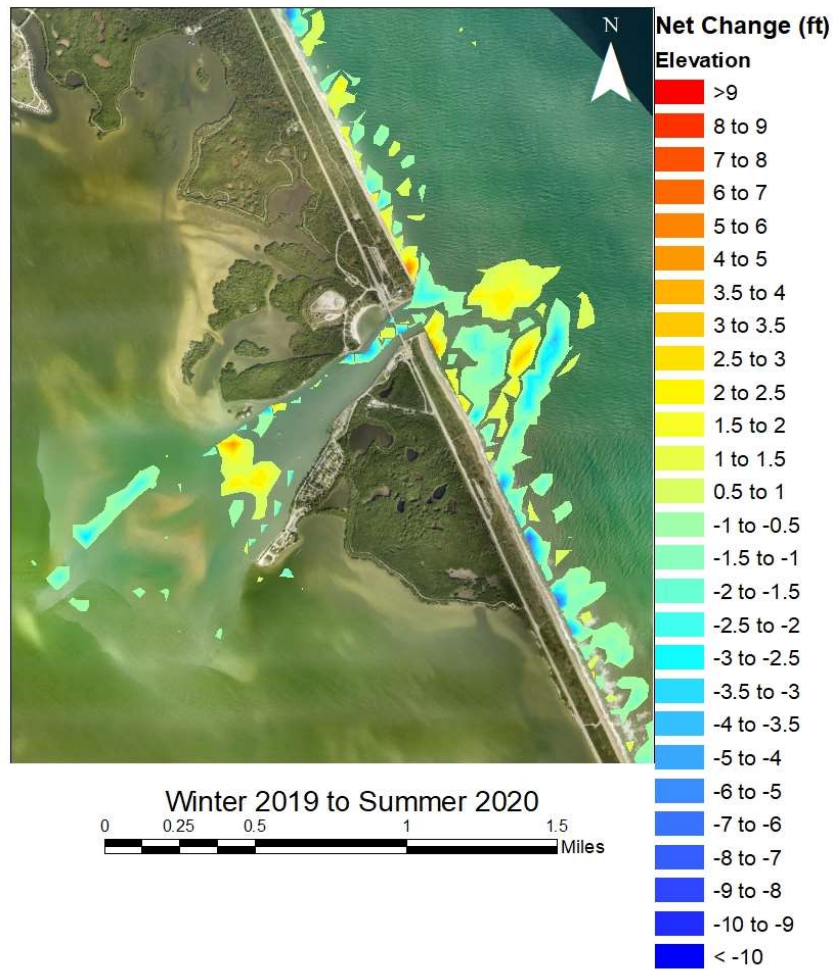 N
Net Change (ft)
Elevation
>9
8 to 9
7 to 8
6 to 7
5 to 6
4 to 5
3.5 to 4
3 to 3.5
2.5 to 3
2 to 2.5
1.5 to 2
1 to 1.5
0.5 to 1
-1 to -0.5
-1.5 to -1
-2 to -1.5
-2.5 to -2
-3 to -2.5
-3.5 to -3
-4 to -3.5
-5 to -4
-6 to -5
-7 to -6
-8 to -7
-9 to -8
-10 to -9
< -10
Winter 2019 to Summer 2020
0 0.25 0.5 1 1.5
Miles